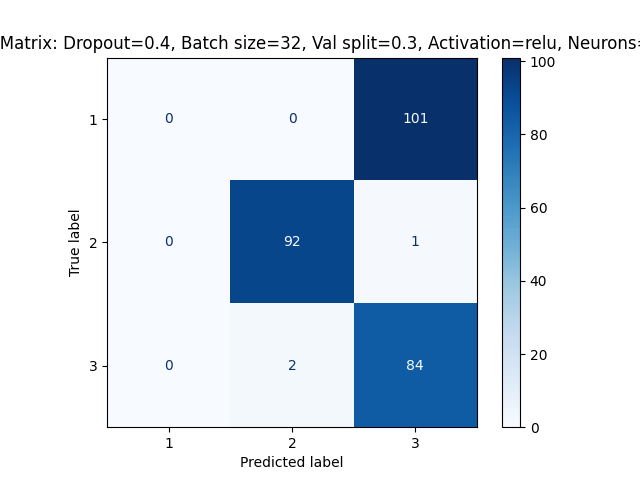 Matrix: Dropout=0.4, Batch size=32, Val split=0.3, Activation=relu, Neurons=
True label
1 0 0 101
2 0 92 1
3 0 2 84
1 2 3
Predicted label
100
80
60
40
20
0